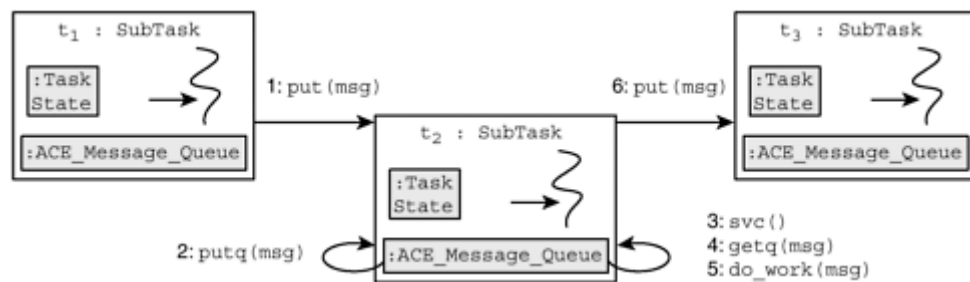 t1 : SubTask
:Task
State
:ACE_Message_Queue
1: put(msg)
t2 : SubTask
:Task
State
:ACE_Message_Queue
2: putq(msg)
3: svc()
4: getq(msg)
5: do_work(msg)
6: put(msg)
t3 : SubTask
:Task
State
:ACE_Message_Queue